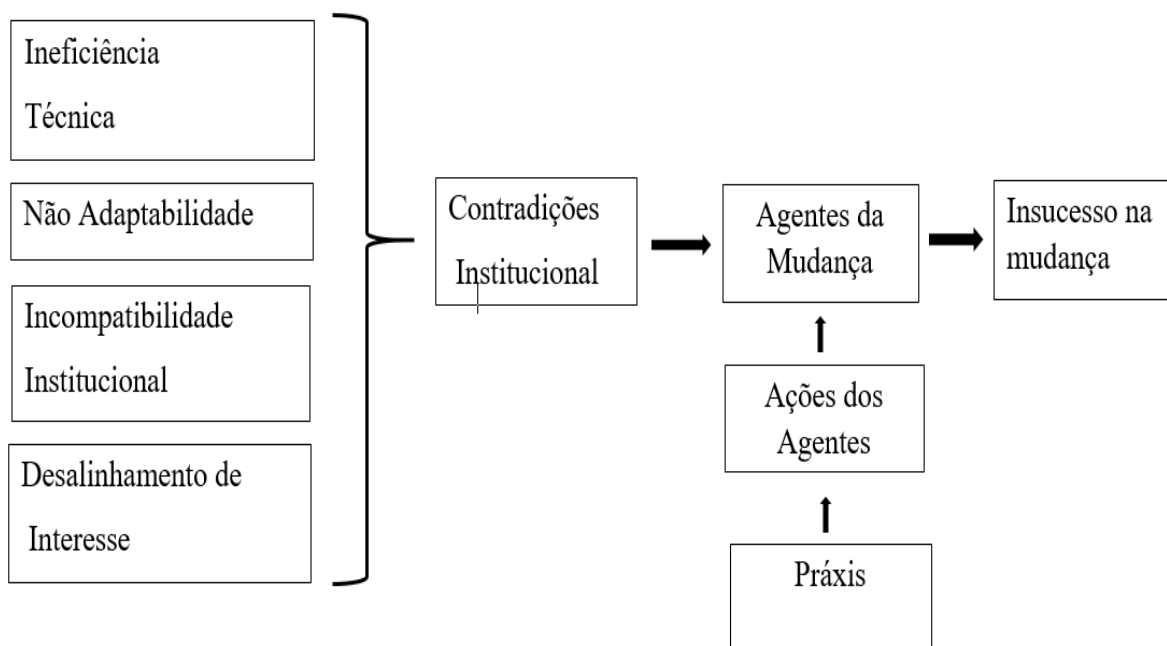 Ineficiência
Técnica
Não Adaptabilidade
Incompatibilidade
Institucional
Desalinhamento de
Interesse
Contradições
Institucional
Agentes da
Mudança
Insucesso na
mudança
Ações dos
Agentes
Práxis